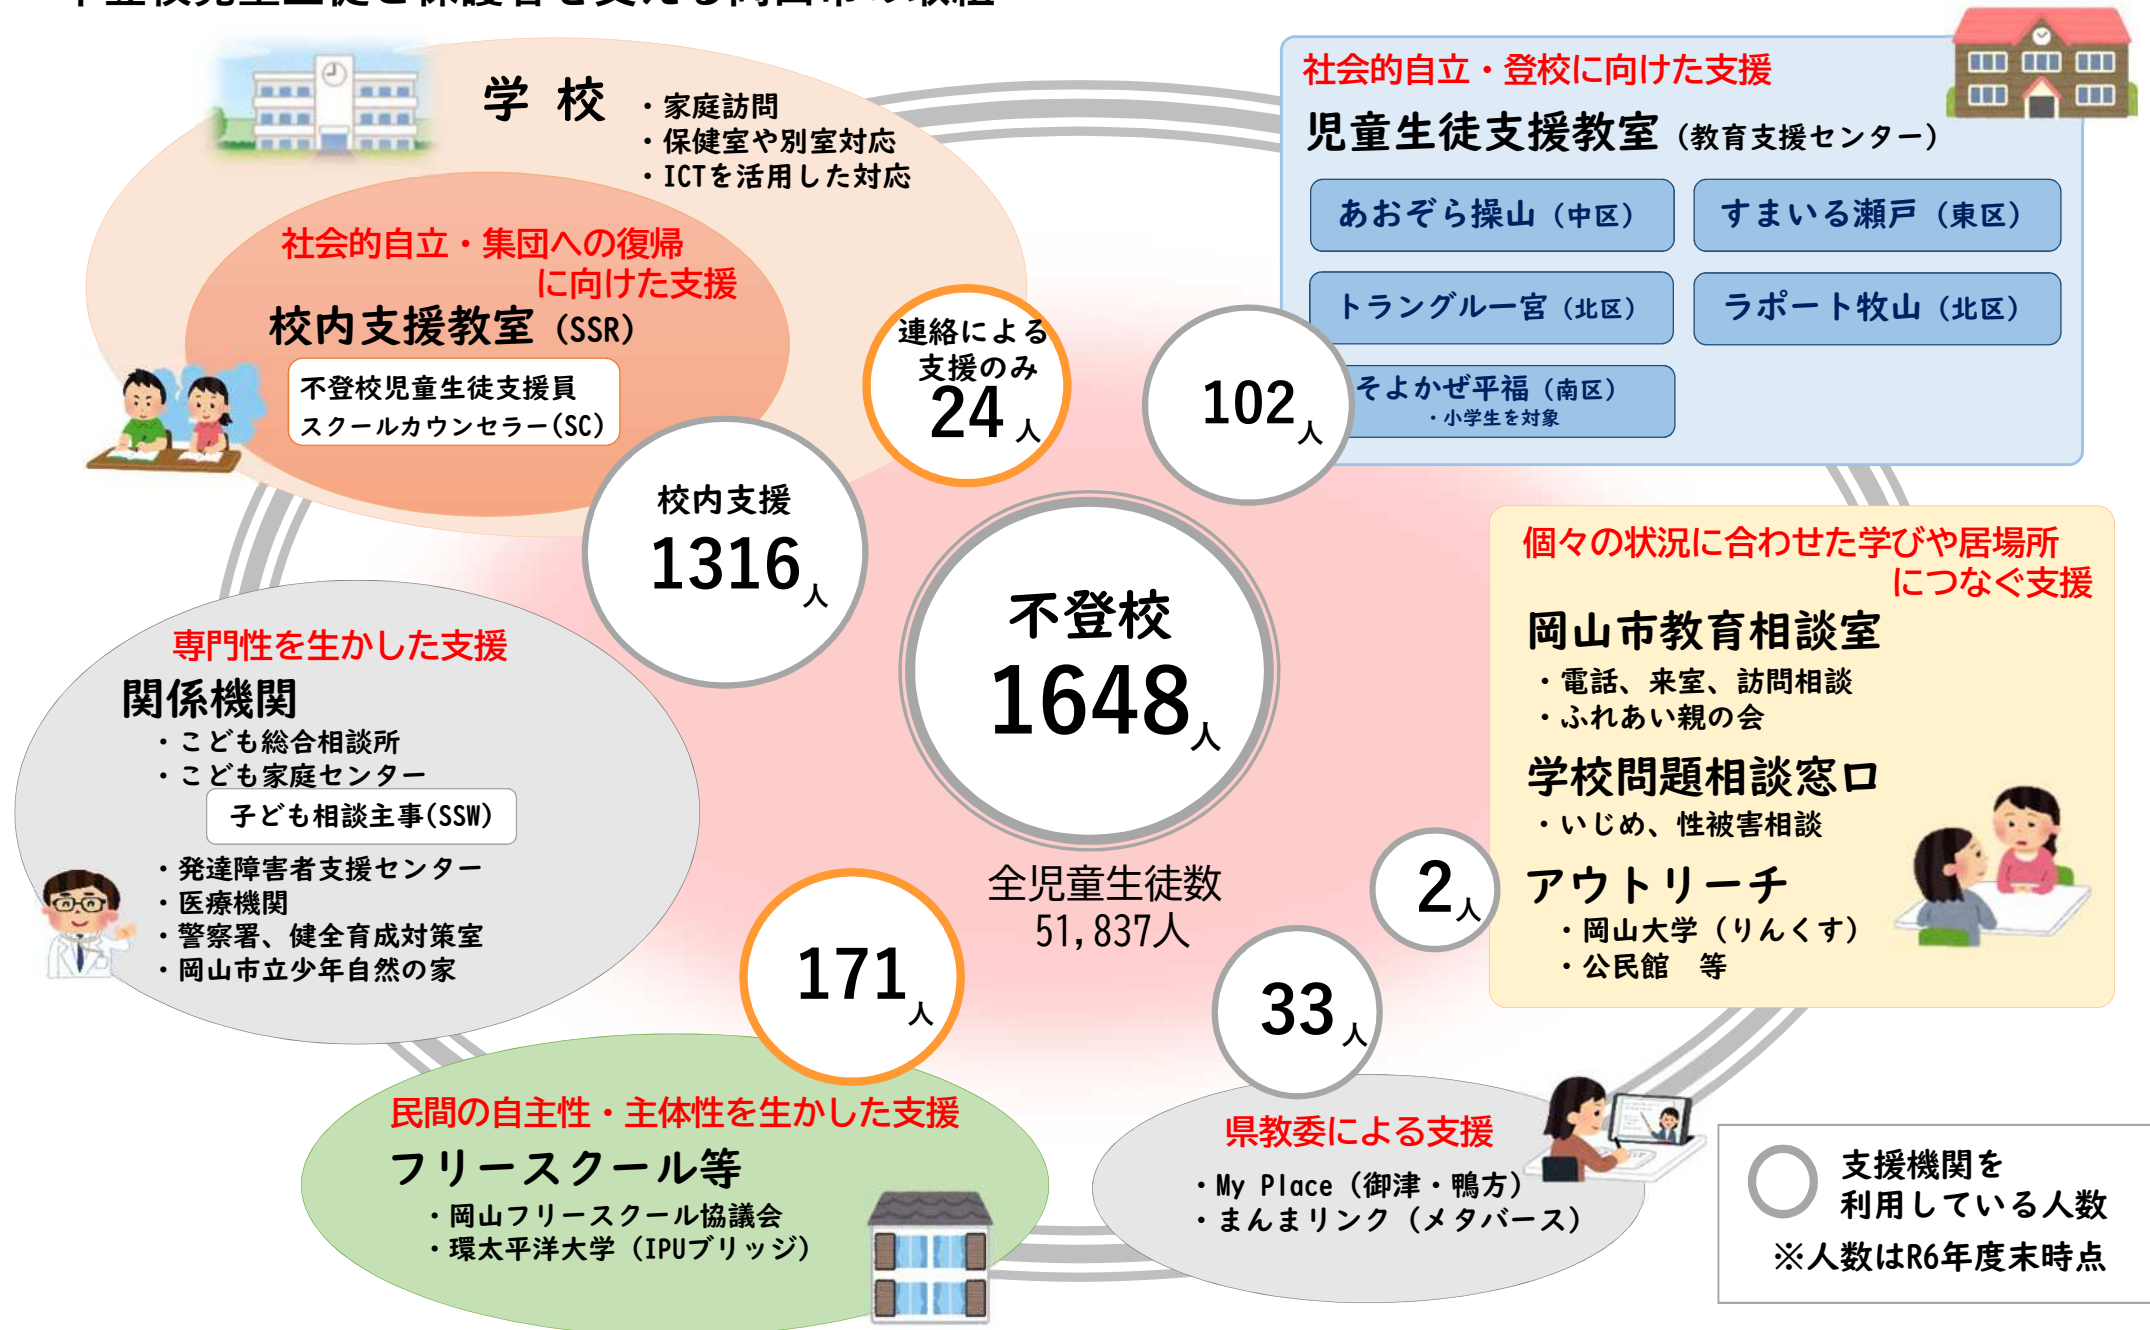 不登校児童生徒と保護者を支える岡山市の取組
学 校
・家庭訪問
・保健室や別室対応
・ICTを活用した対応
社会的自立・集団への復帰
に向けた支援
校内支援教室（SSR）
不登校児童生徒支援員
スクールカウンセラー(SC)
連絡による
支援のみ
24人
校内支援
1316人
102人
社会的自立・登校に向けた支援
児童生徒支援教室（教育支援センター）
あおぞら操山（中区）
すまいる瀬戸（東区）
トラングル一宮（北区）
ラポート牧山（北区）
そよかぜ平福（南区）
・小学生を対象
不登校
1648人
全児童生徒数
51,837人
専門性を生かした支援
関係機関
・こども総合相談所
・こども家庭センター
子ども相談主事(SSW)
・発達障害者支援センター
・医療機関
・警察署、健全育成対策室
・岡山市立少年自然の家
個々の状況に合わせた学びや居場所
につなぐ支援
岡山市教育相談室
・電話、来室、訪問相談
・ふれあい親の会
学校問題相談窓口
・いじめ、性被害相談
アウトリーチ
・岡山大学（りんくす）
・公民館　等
2人
33人
171人
民間の自主性・主体性を生かした支援
フリースクール等
・岡山フリースクール協議会
・環太平洋大学（IPUブリッジ）
県教委による支援
・My Place（御津・鴨方）
・まんまリンク（メタバース）
支援機関を
利用している人数
※人数はR6年度末時点